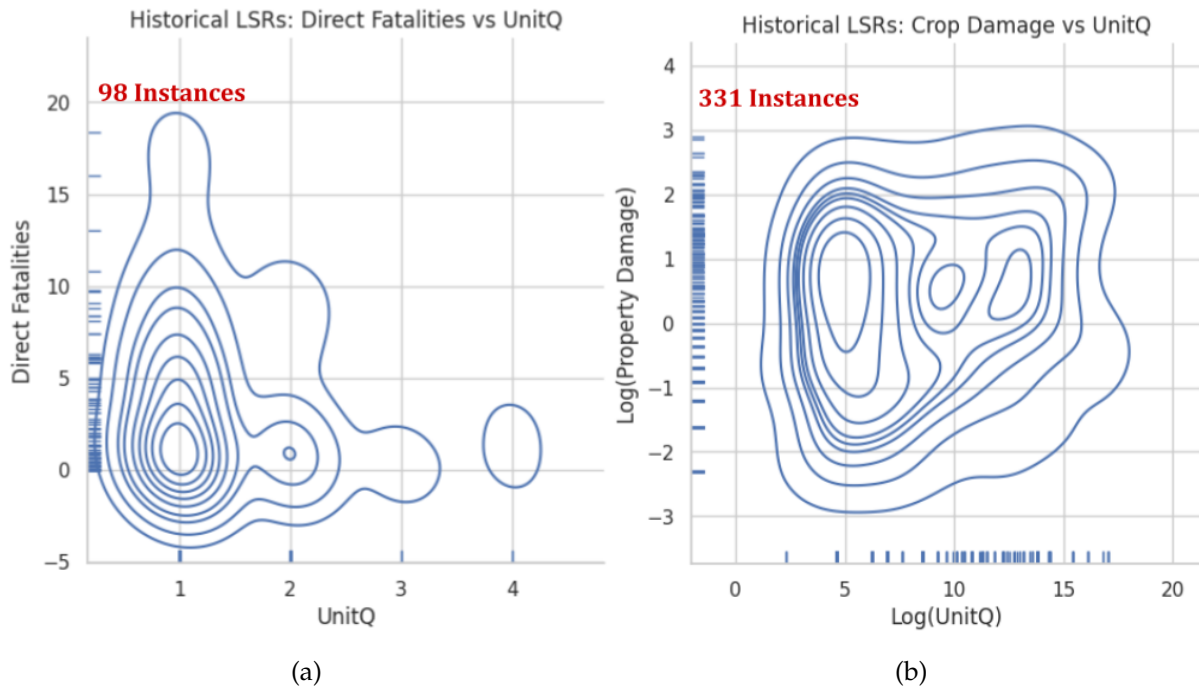 Historical LSRs: Direct Fatalities vs UnitQ
98 Instances
20
15
10
5
0
−5
Direct Fatalities
1 2 3 4
UnitQ
(a)
Historical LSRs: Crop Damage vs UnitQ
331 Instances
4
3
2
1
0
−1
−2
−3
Log(Property Damage)
0 5 10 15 20
Log(UnitQ)
(b)